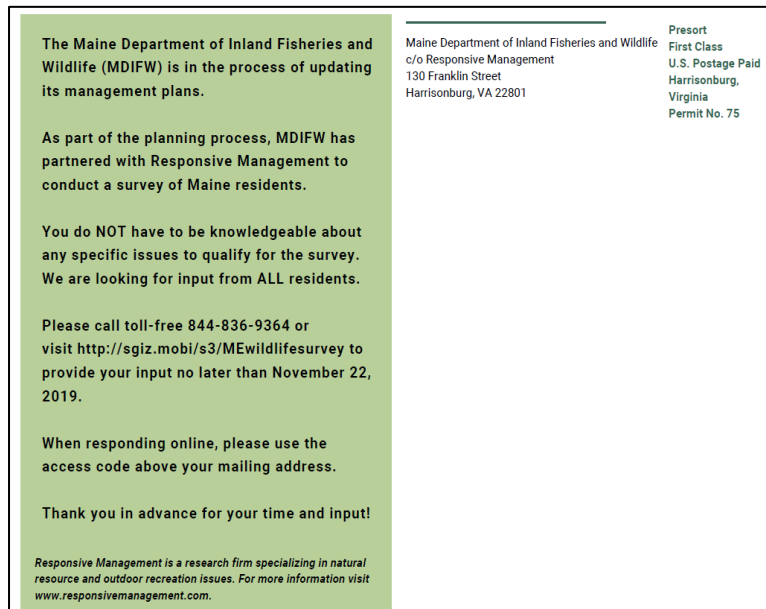 The Maine Department of Inland Fisheries and
Wildlife (MDIFW) is in the process of updating
its management plans.
As part of the planning process, MDIFW has
partnered with Responsive Management to
conduct a survey of Maine residents.
You do NOT have to be knowledgeable about
any specific issues to qualify for the survey.
We are looking for input from ALL residents.
Please call toll-free 844-836-9364 or
visit http://sgiz.mobi/s3/MEwildlifesurvey to
provide your input no later than November 22,
2019.
When responding online, please use the
access code above your mailing address.
Thank you in advance for your time and input!
Responsive Management is a research firm specializing in natural
resource and outdoor recreation issues. For more information visit
www.responsivemanagement.com.
Maine Department of Inland Fisheries and Wildlife
c/o Responsive Management
130 Franklin Street
Harrisonburg, VA 22801
Presort
First Class
U.S. Postage Paid
Harrisonburg,
Virginia
Permit No. 75